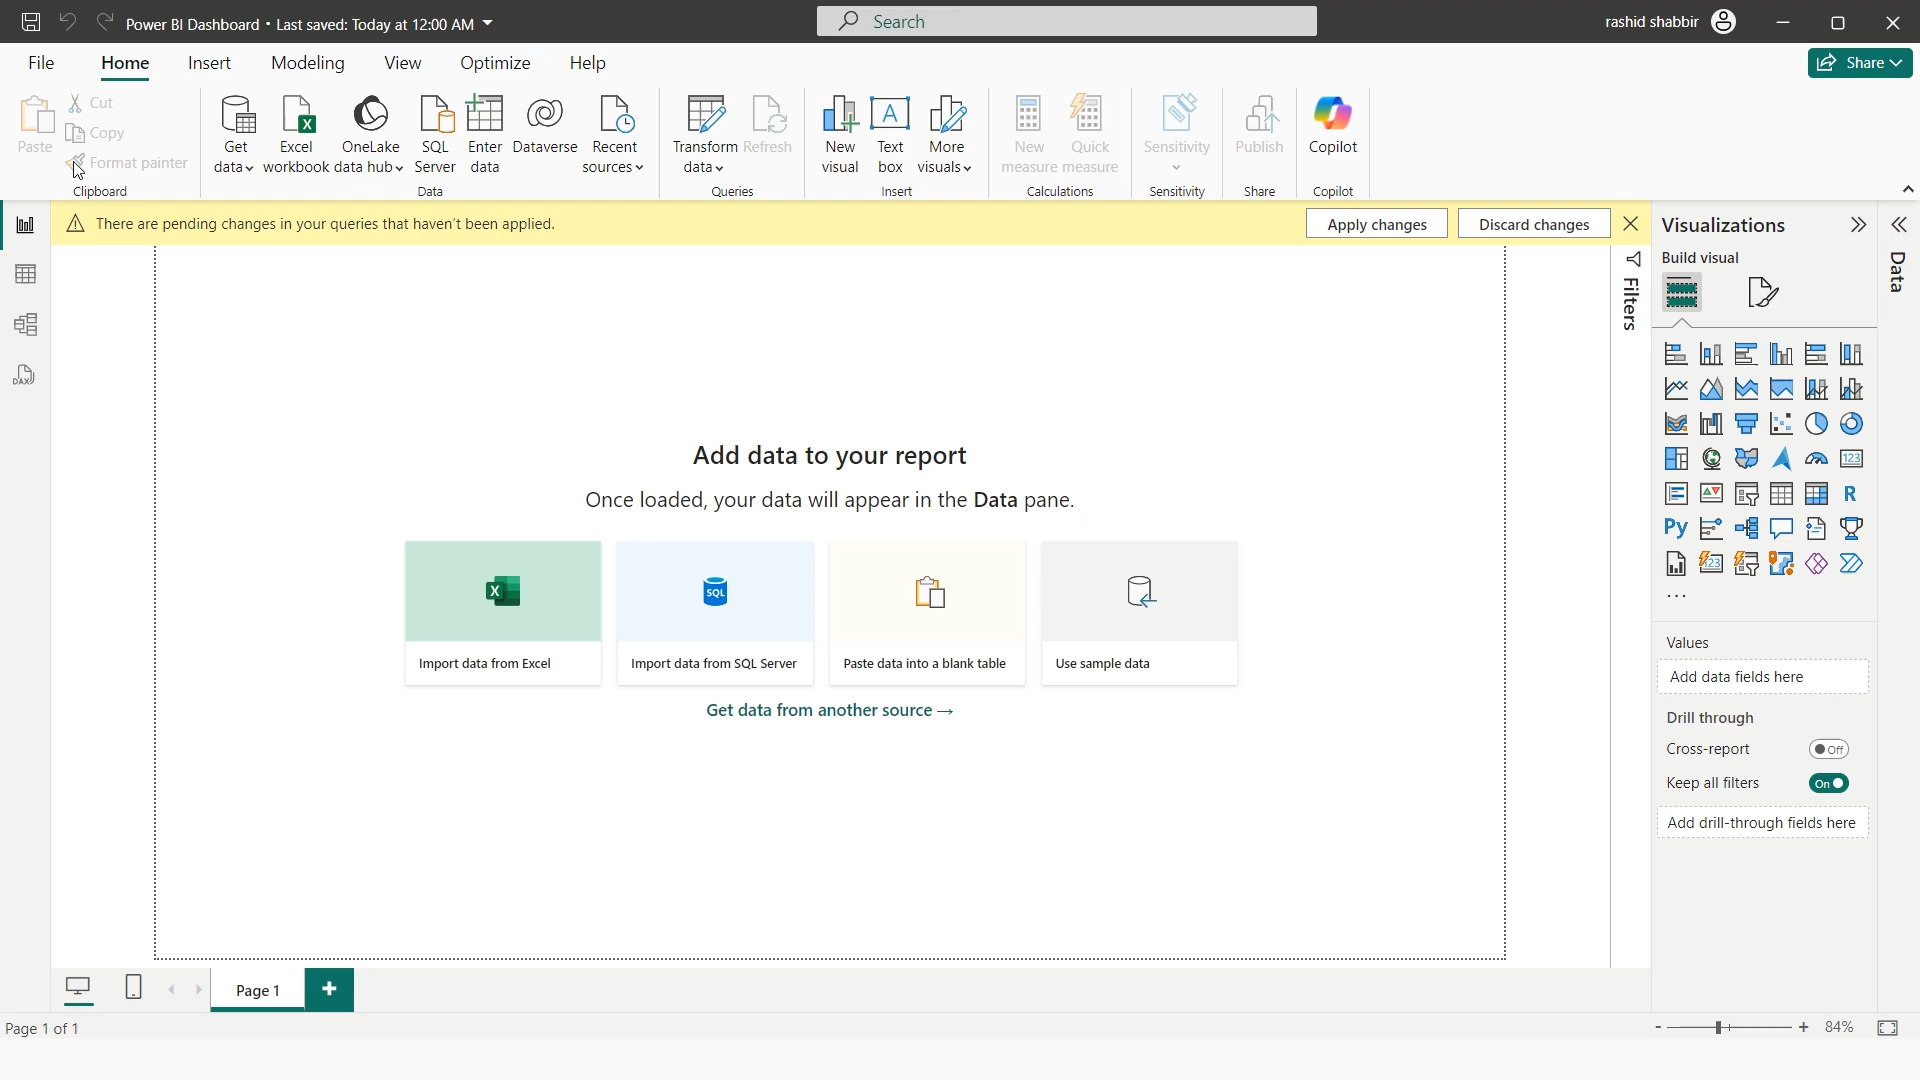 Power BI Dashboard • Last saved: Today at 12:00 AM
Search
rashid shabbir
File
Home
Insert
Modeling
View
Optimize
Help
Share
Paste
Cut
Copy
Format painter
Clipboard
Get data
Excel workbook
OneLake data hub
SQL Server
Enter data
Dataverse
Recent sources
Data
Transform data
Refresh
Queries
New visual
Text box
More visuals
Insert
New measure
Quick measure
Calculations
Sensitivity
Sensitivity
Publish
Share
Copilot
Copilot
There are pending changes in your queries that haven't been applied.
Apply changes
Discard changes
DAX
Filters
Visualizations
Build visual
Data
123
R
Py
123
Add data to your report
Once loaded, your data will appear in the Data pane.
X
SQL
Import data from Excel
Import data from SQL Server
Paste data into a blank table
Use sample data
Get data from another source →
Values
Add data fields here
Drill through
Cross-report
Off
Keep all filters
On
Add drill-through fields here
Page 1
Page 1 of 1
- + 84%